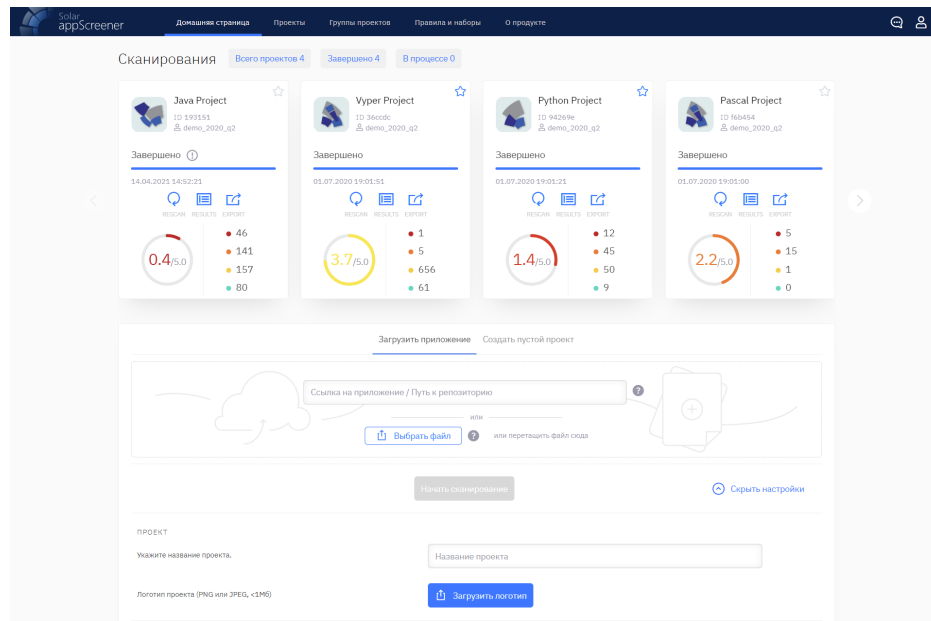 Solar
appScreener
Домашняя страница Проекты Группы проектов Правила и наборы О продукте
Сканирования Всего проектов 4 Завершено 4 В процессе 0
Java Project
ID 193151
demo_2020_q2
Завершено
14.04.2021 14:52:21
RESCAN RESULTS EXPORT
0.4/5.0
46
141
157
80
Vyper Project
ID 36ccdc
demo_2020_q2
Завершено
01.07.2020 19:01:51
RESCAN RESULTS EXPORT
3.7/5.0
1
5
656
61
Python Project
ID 94269e
demo_2020_q2
Завершено
01.07.2020 19:01:21
RESCAN RESULTS EXPORT
1.4/5.0
12
45
50
9
Pascal Project
ID f6b454
demo_2020_q2
Завершено
01.07.2020 19:01:00
RESCAN RESULTS EXPORT
2.2/5.0
5
15
1
0
Загрузить приложение Создать пустой проект
Ссылка на приложение / Путь к репозиторию ?
или
Выбрать файл ? или перетащить файл сюда
Начать сканирование Скрыть настройки
ПРОЕКТ
Укажите название проекта. Название проекта
Логотип проекта (PNG или JPEG, <1Мб) Загрузить логотип